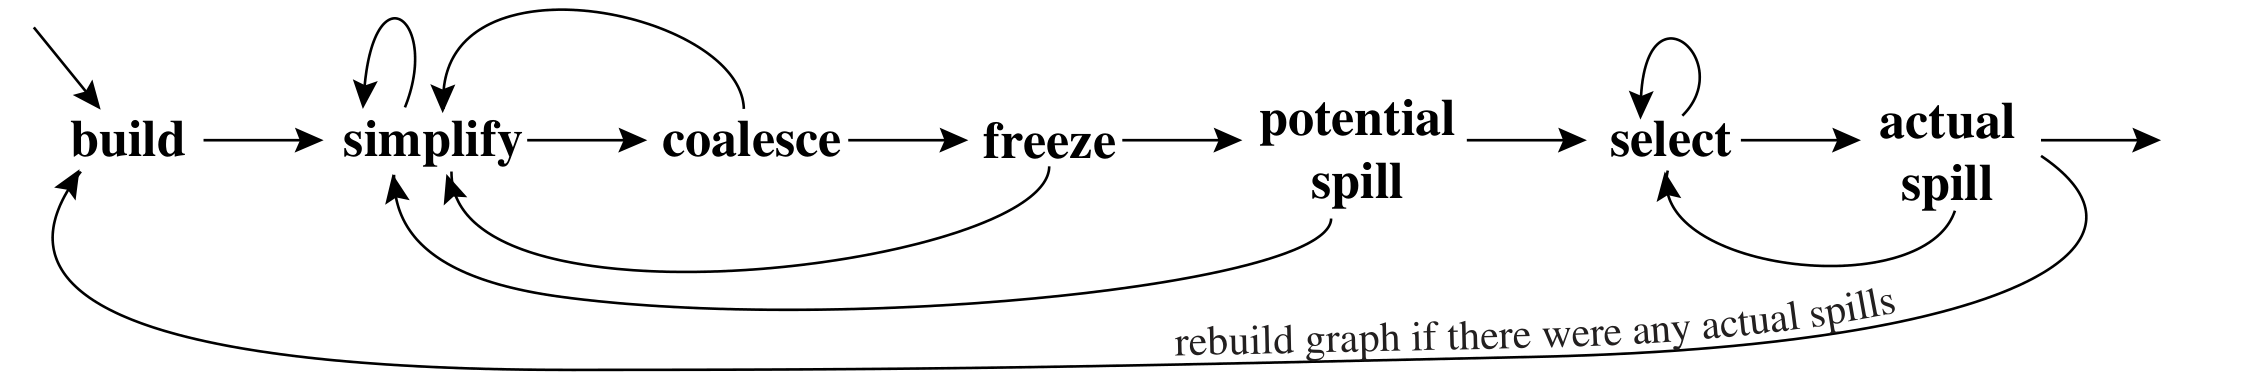 build
simplify
coalesce
freeze
potential
spill
select
actual
spill
rebuild graph if there were any actual spills